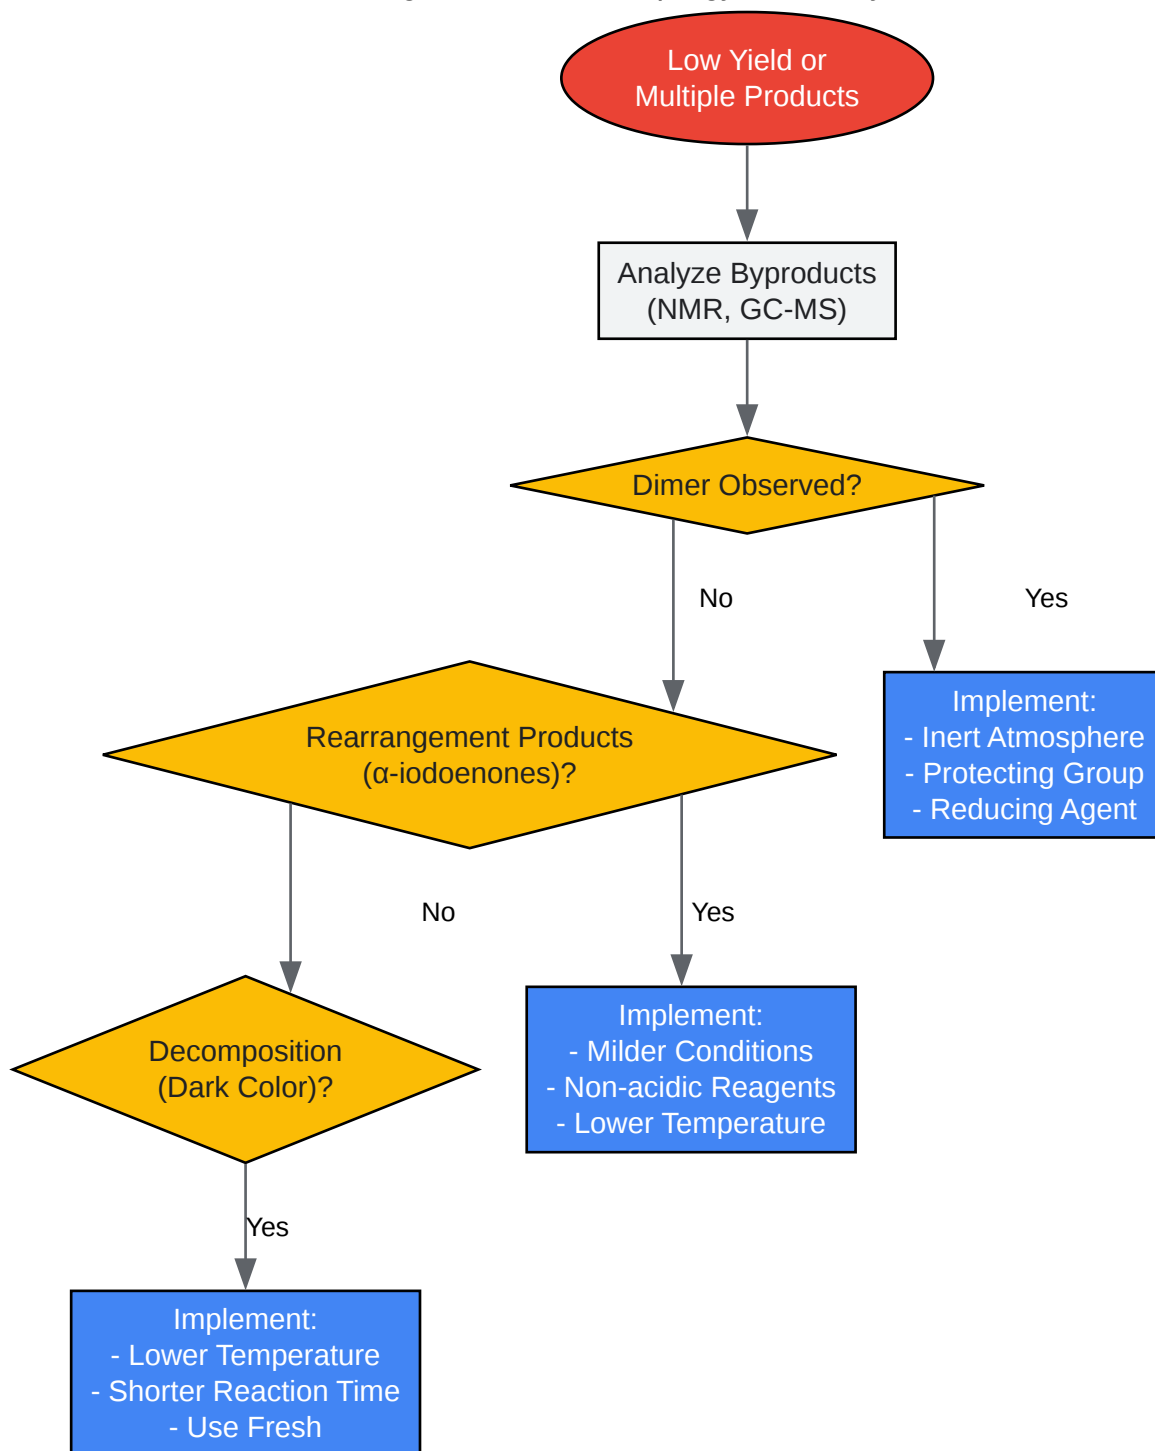 Low Yield or
Multiple Products
Analyze Byproducts
(NMR, GC-MS)
Dimer Observed?
No
Yes
Rearrangement Products
(α-iodoenones)?
Implement:
- Inert Atmosphere
- Protecting Group
- Reducing Agent
No
Yes
Decomposition
(Dark Color)?
Implement:
- Milder Conditions
- Non-acidic Reagents
- Lower Temperature
Yes
Implement:
- Lower Temperature
- Shorter Reaction Time
- Use Fresh